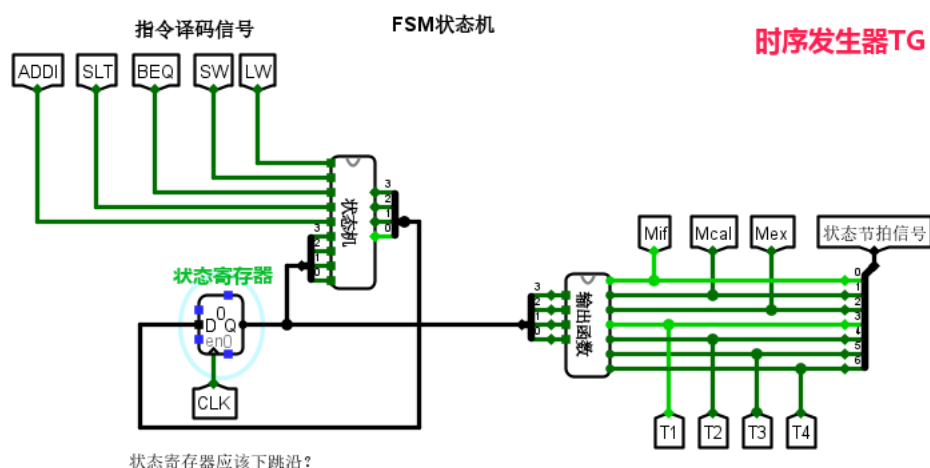 指令译码信号
FSM状态机
时序发生器TG
ADDI
SLT
BEQ
SW
LW
3
2
1
0
状态机
3
2
1
0
状态寄存器
0
D Q
en0
CLK
Mif
Mcal
Mex
状态节拍信号
3
2
1
0
输出函数
0
1
2
3
4
5
6
T1
T2
T3
T4
状态寄存器应该下跳沿?